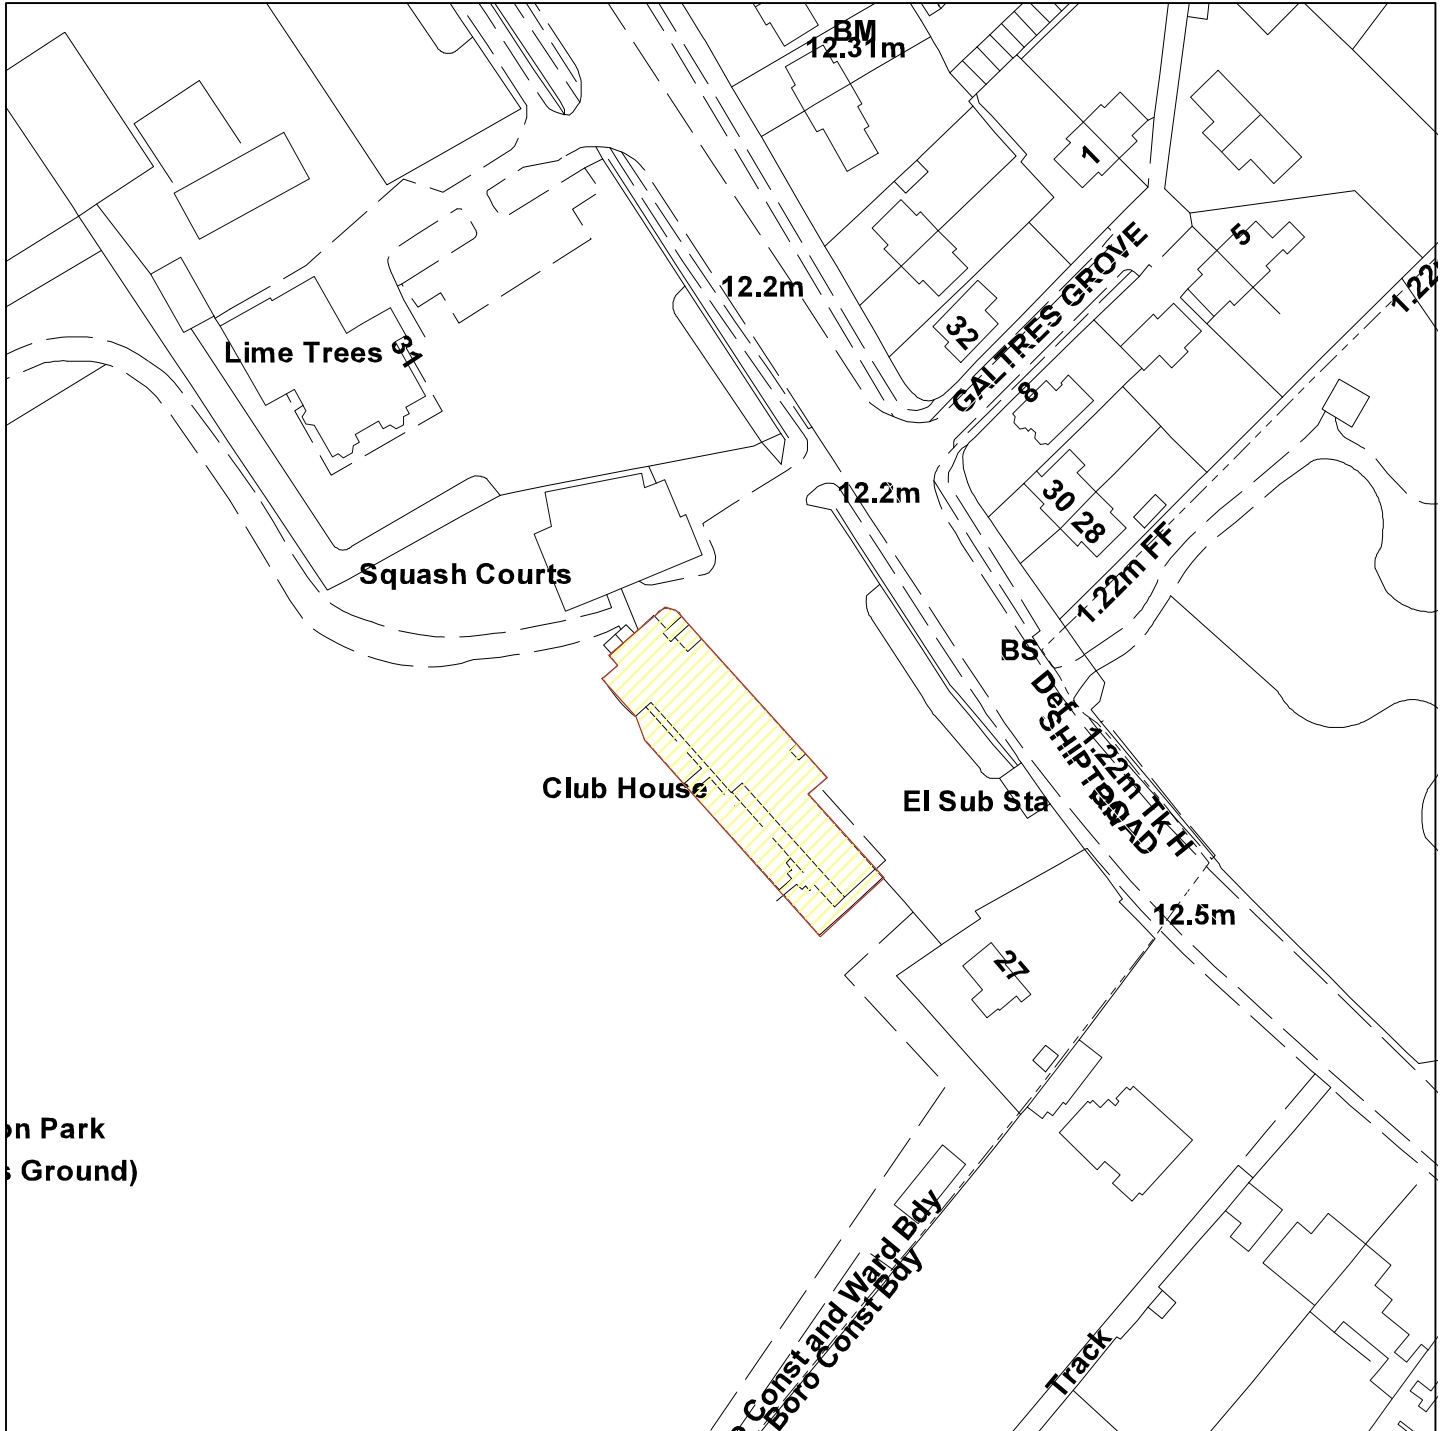 BM
12.31m
1
5
12.2m
GALTRES GROVE
32
1.22
Lime Trees
31
8
12.2m
30
28
1.22m FF
Squash Courts
BS
Def
1.22m Tk H
SHIPTON
ROAD
Club House
El Sub Sta
12.5m
27
on Park
s Ground)
Const and Ward Bdy
Boro Const Bdy
Track